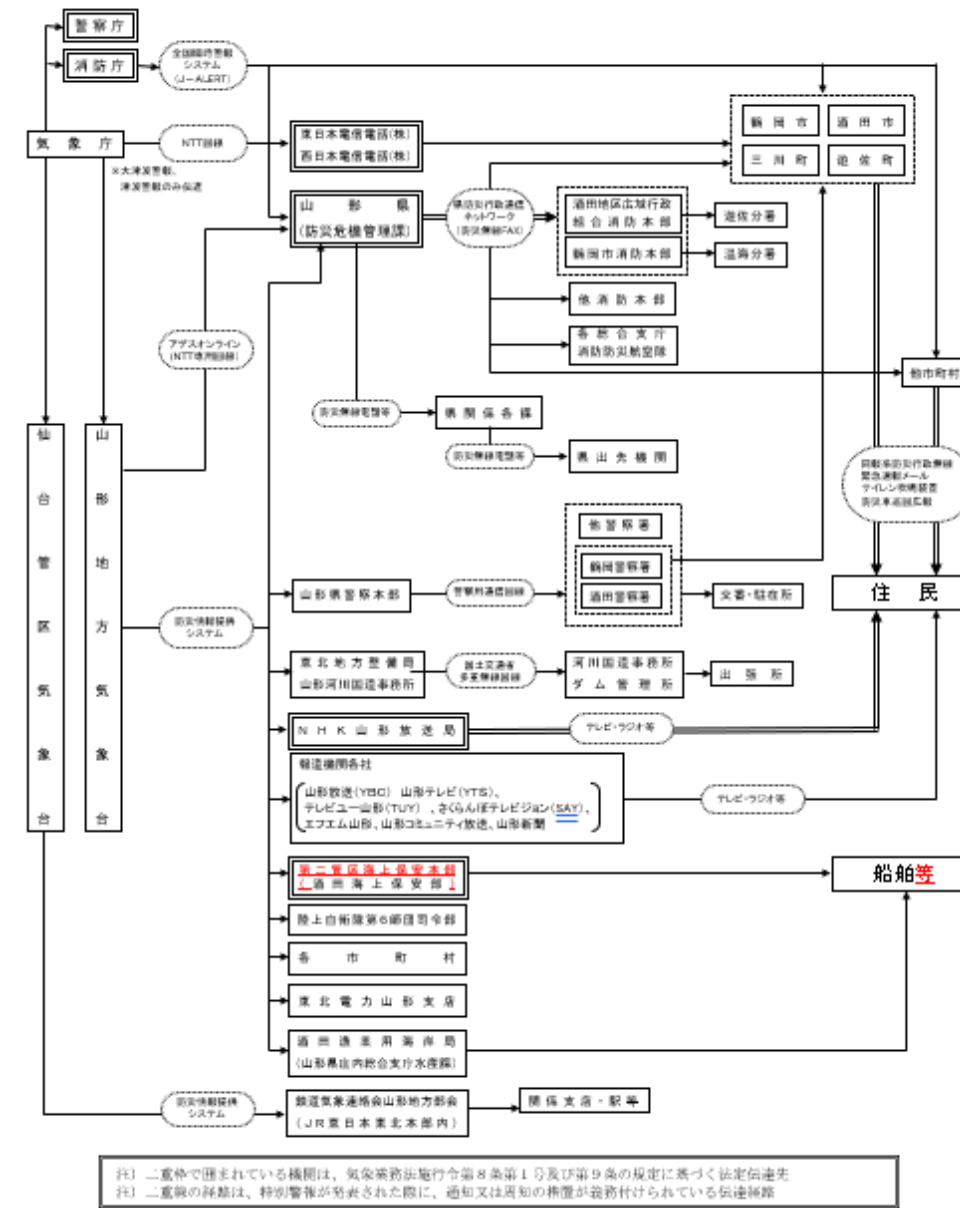 警察庁
消防庁
全国瞬時警報
システム
(J-ALERT)
気象庁
NTT回線
※大津波警報、
津波警報のみ伝達
東日本電信電話(株)
西日本電信電話(株)
鶴岡市
酒田市
三川町
遊佐町
山形県
(防災危機管理課)
県防災行政通信
ネットワーク
(防災無線FAX)
酒田地区広域行政
組合消防本部
鶴岡市消防本部
遊佐分署
温海分署
他消防本部
各総合支庁
消防防災航空隊
アデスオンライン
(NTT専用回線)
他市町村
防災無線電話等
県関係各課
防災無線電話等
県出先機関
同報系防災行政無線
緊急速報メール
サイレン吹鳴装置
防災車巡回広報
仙台管区気象台
山形地方気象台
他警察署
鶴岡警察署
酒田警察署
山形県警察本部
警察用通信回線
交番・駐在所
住民
防災情報提供
システム
東北地方整備局
山形河川国道事務所
国土交通省
多重無線回線
河川国道事務所
ダム管理所
出張所
NHK山形放送局
テレビ・ラジオ等
報道機関各社
山形放送(YBC) 山形テレビ(YTS)、
テレビユー山形(TUY) 、さくらんぼテレビジョン(SAY)、
エフエム山形、山形コミュニティ放送、山形新聞
テレビ・ラジオ等
第二管区海上保安本部
(酒田海上保安部)
船舶等
陸上自衛隊第6師団司令部
各市町村
東北電力山形支店
酒田漁業用海岸局
(山形県庄内総合支庁水産課)
防災情報提供
システム
鉄道気象連絡会山形地方部会
(JR東日本東北本部内)
関係支店・駅等
注) 二重枠で囲まれている機関は、気象業務法施行令第8条第1号及び第9条の規定に基づく法定伝達先
注) 二重線の経路は、特別警報が発表された際に、通知又は周知の措置が義務付けられている伝達経路